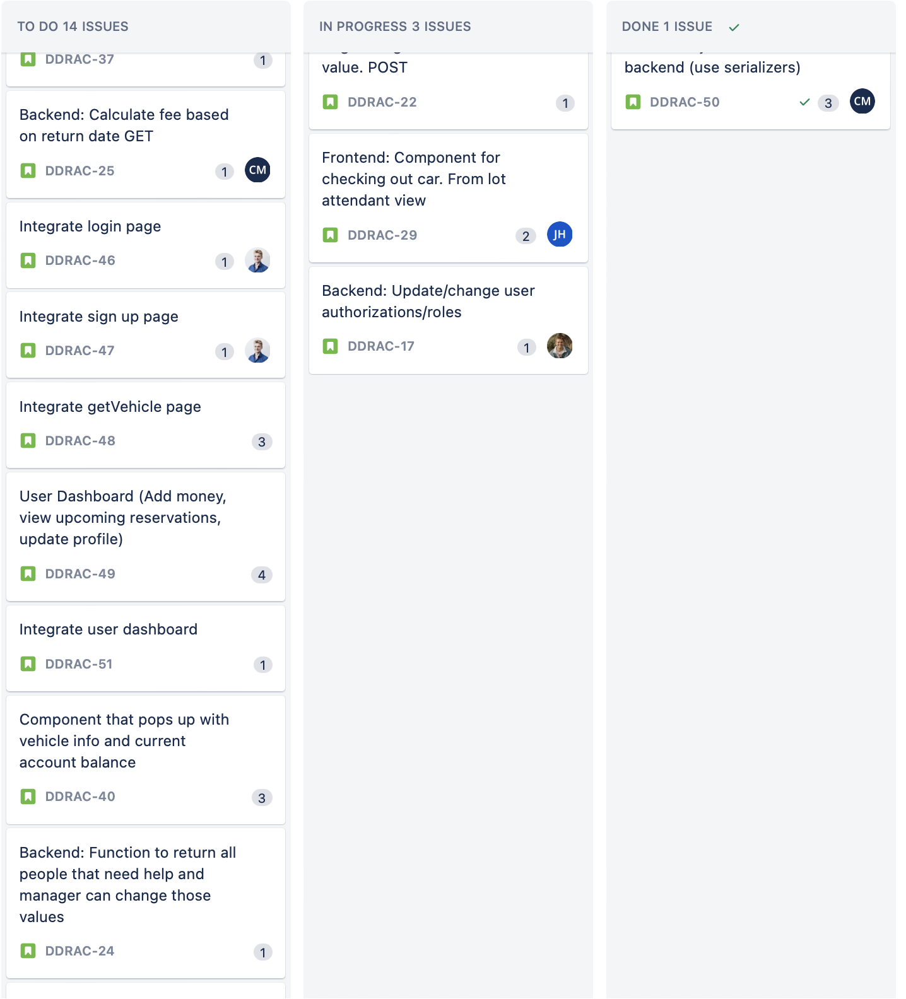 TO DO 14 ISSUES
DDRAC-37
1
Backend: Calculate fee based
on return date GET
DDRAC-25
1
CM
Integrate login page
DDRAC-46
1
Integrate sign up page
DDRAC-47
1
Integrate getVehicle page
DDRAC-48
3
User Dashboard (Add money,
view upcoming reservations,
update profile)
DDRAC-49
4
Integrate user dashboard
DDRAC-51
1
Component that pops up with
vehicle info and current
account balance
DDRAC-40
3
Backend: Function to return all
people that need help and
manager can change those
values
DDRAC-24
1
IN PROGRESS 3 ISSUES
value. POST
DDRAC-22
1
Frontend: Component for
checking out car. From lot
attendant view
DDRAC-29
2
JH
Backend: Update/change user
authorizations/roles
DDRAC-17
1
DONE 1 ISSUE
backend (use serializers)
DDRAC-50
3
CM